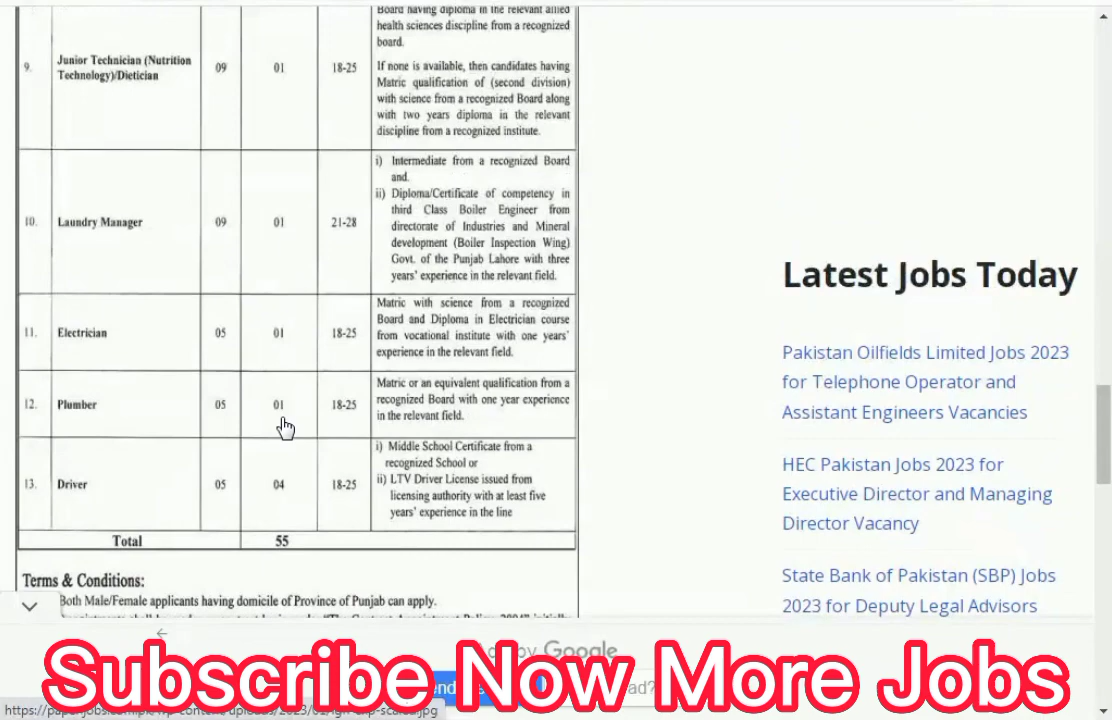 Board having diploma in the relevant allied
health sciences discipline from a recognized
board.
9.
Junior Technician (Nutrition
Technology)/Dietician
09
01
18-25
If none is available, then candidates having
Matric qualification of (second division)
with science from a recognized Board along
with two years diploma in the relevant
discipline from a recognized institute.
10.
Laundry Manager
09
01
21-28
i) Intermediate from a recognized Board
and.
ii) Diploma/Certificate of competency in
third Class Boiler Engineer from
directorate of Industries and Mineral
development (Boiler Inspection Wing)
Govt. of the Punjab Lahore with three
years' experience in the relevant field.
11.
Electrician
05
01
18-25
Matric with science from a recognized
Board and Diploma in Electrician course
from vocational institute with one years'
experience in the relevant field.
12.
Plumber
05
01
18-25
Matric or an equivalent qualification from a
recognized Board with one year experience
in the relevant field.
13.
Driver
05
04
18-25
i) Middle School Certificate from a
recognized School or
ii) LTV Driver License issued from
licensing authority with at least five
years' experience in the line
Total
55
Terms & Conditions:
Both Male/Female applicants having domicile of Province of Punjab can apply.
Latest Jobs Today
Pakistan Oilfields Limited Jobs 2023
for Telephone Operator and
Assistant Engineers Vacancies
HEC Pakistan Jobs 2023 for
Executive Director and Managing
Director Vacancy
State Bank of Pakistan (SBP) Jobs
2023 for Deputy Legal Advisors
by Google
Subscribe Now More Jobs